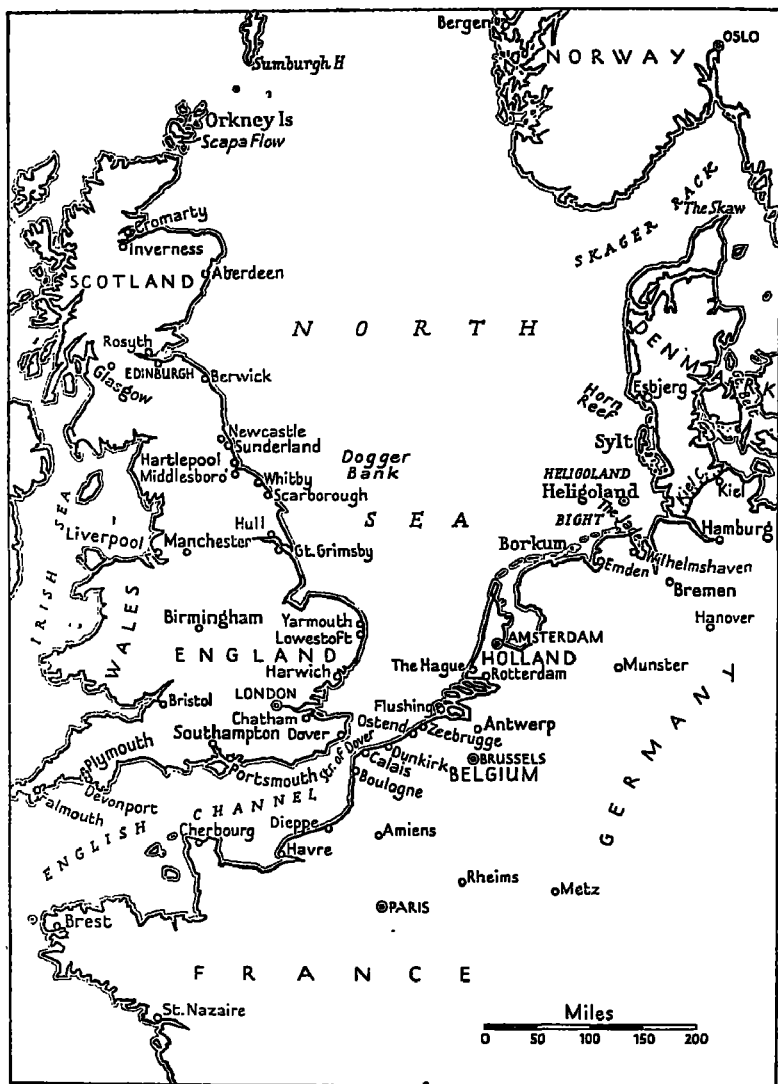 Bergen
NORWAY
OSLO
Sumburgh H
Orkney Is
Scapa Flow
SKAGER RACK
The Skaw
Cromarty
Inverness
SCOTLAND
Aberdeen
NORTH
Rosyth
EDINBURGH
Glasgow
Berwick
DENMARK
Esbjerg
Horn
Reef
Sylt
Newcastle
Sunderland
Hartlepool
Middlesboro
Whitby
Scarborough
Dogger
Bank
HELIGOLAND
Heligoland
BIGHT
Kiel C.
Kiel
SEA
IRISH SEA
Liverpool
Manchester
Hull
Gt. Grimsby
Borkum
The Jade
Wilhelmshaven
Emden
Hamburg
Bremen
Hanover
WALES
Birmingham
Yarmouth
Lowestoft
ENGLAND
Harwich
AMSTERDAM
HOLLAND
The Hague
Rotterdam
Munster
GERMANY
Bristol
LONDON
Chatham
Flushing
Ostend
Zeebrugge
Antwerp
Southampton
Dover
Str. of Dover
Dunkirk
Calais
BRUSSELS
BELGIUM
Plymouth
Portsmouth
Boulogne
Devonport
Falmouth
ENGLISH CHANNEL
Dieppe
Cherbourg
Havre
Amiens
Rheims
Metz
PARIS
Brest
FRANCE
St. Nazaire
Miles
0 50 100 150 200